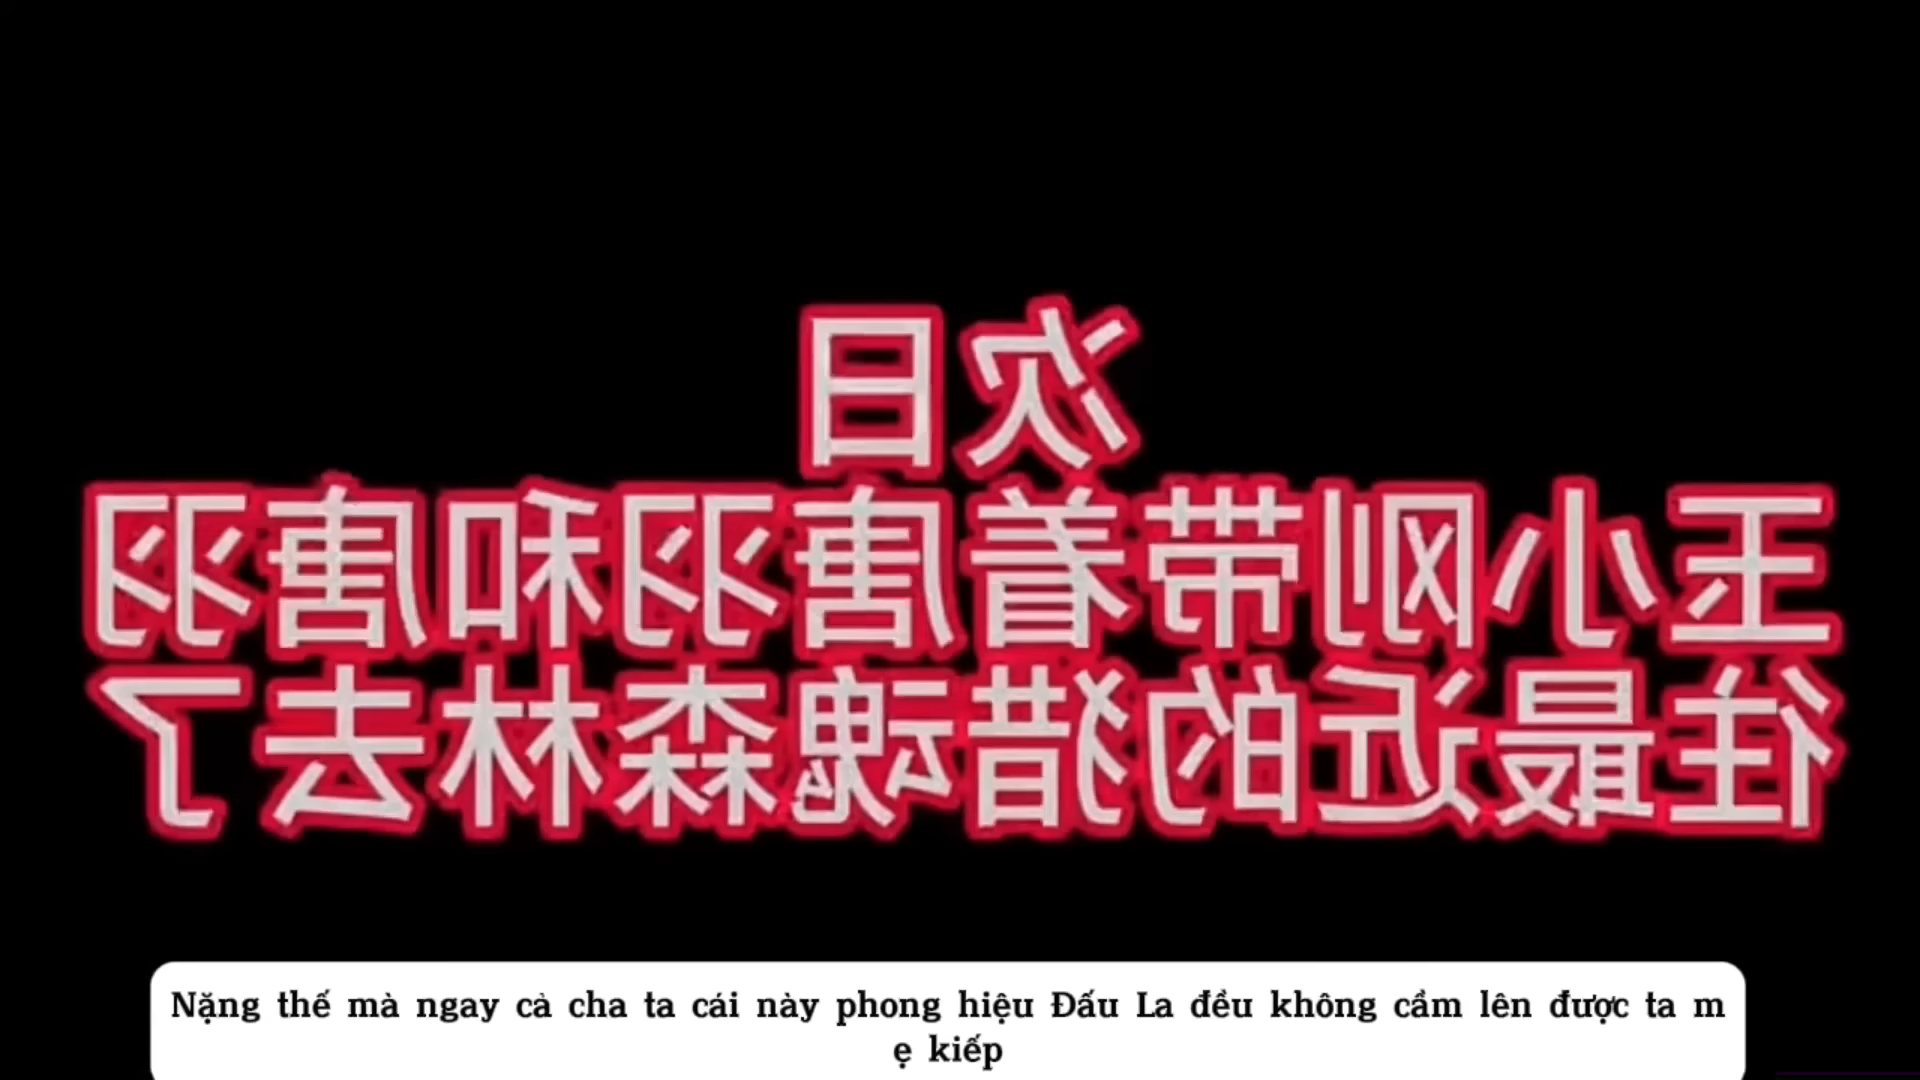 次日
玉小刚带着唐羽羽和唐羽
往最近的猎魂森林去了
Nặng thế mà ngay cả cha ta cái này phong hiệu Đấu La đều không cầm lên được ta m
ẹ kiếp